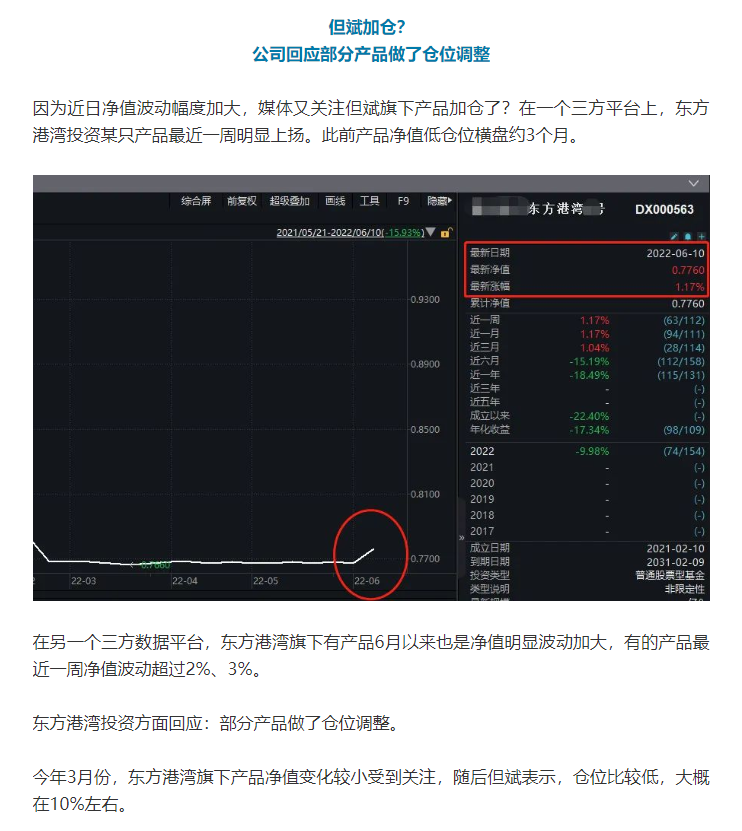 但斌加仓？
公司回应部分产品做了仓位调整
因为近日净值波动幅度加大，媒体又关注但斌旗下产品加仓了？在一个三方平台上，东方
港湾投资某只产品最近一周明显上扬。此前产品净值低仓位横盘约3个月。
综合屏 前复权 超级叠加 画线 工具 F9 隐藏
2021/05/21-2022/06/10(-15.93%)
0.9300
0.8900
0.8500
0.8100
0.7700
22-03 22-04 22-05 22-06
东方港湾 号 DX000563
最新日期 2022-06-10
最新净值 0.7760
最新涨幅 1.17%
累计净值 0.7760
近一周 1.17% (63/112)
近一月 1.17% (94/111)
近三月 1.04% (28/114)
近六月 -15.19% (112/158)
近一年 -18.49% (115/131)
近三年 - (-)
近五年 - (-)
成立以来 -22.40% (-)
年化收益 -17.34% (98/109)
2022 -9.98% (74/154)
2021 - (-)
2020 - (-)
2019 - (-)
2018 - (-)
2017 - (-)
成立日期 2021-02-10
到期日期 2031-02-09
投资类型 普通股票型基金
类型说明 非限定性
在另一个三方数据平台，东方港湾旗下有产品6月以来也是净值明显波动加大，有的产品最
近一周净值波动超过2%、3%。
东方港湾投资方面回应：部分产品做了仓位调整。
今年3月份，东方港湾旗下产品净值变化较小受到关注，随后但斌表示，仓位比较低，大概
在10%左右。